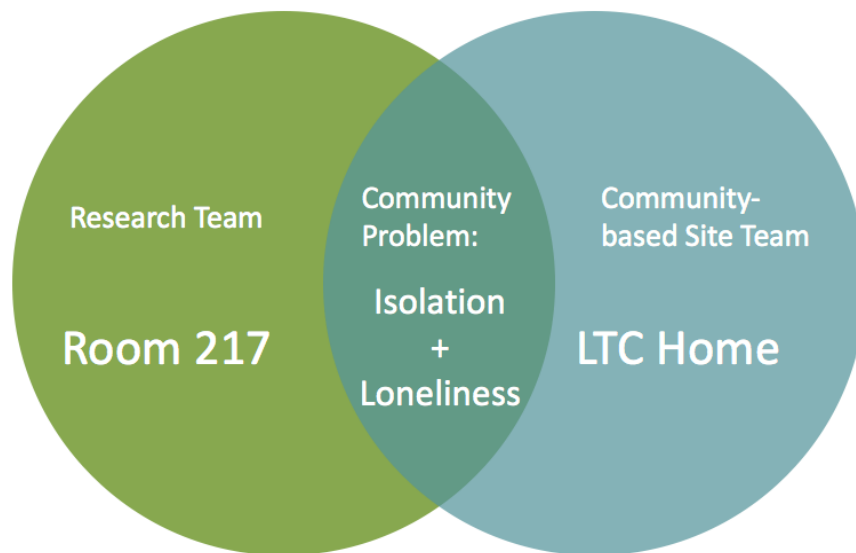 Research Team
Room 217
Community
Problem:
Isolation
+
Loneliness
Community-
based Site Team
LTC Home